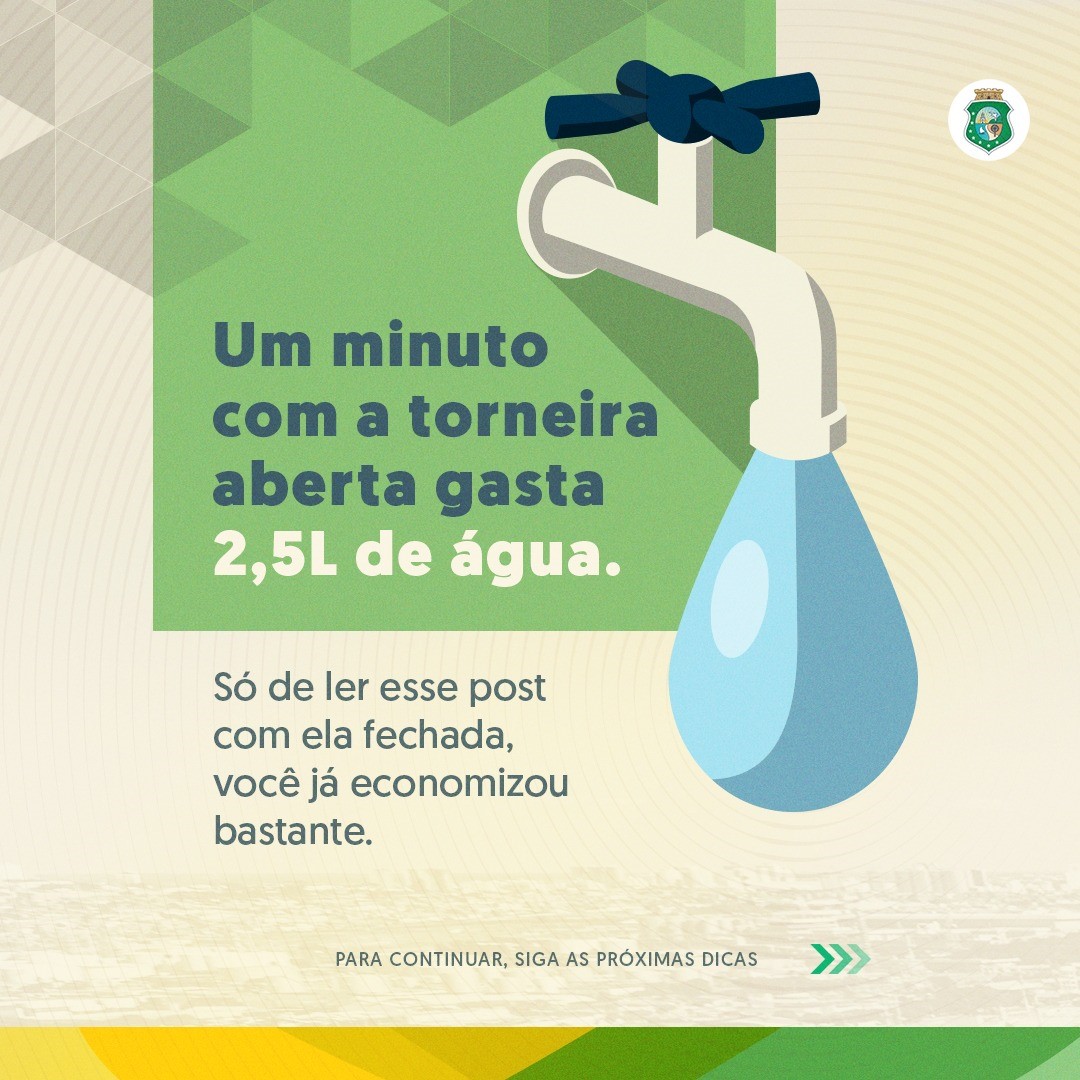 Um minuto
com a torneira
aberta gasta
2,5L de água.
Só de ler esse post
com ela fechada,
você já economizou
bastante.
PARA CONTINUAR, SIGA AS PRÓXIMAS DICAS